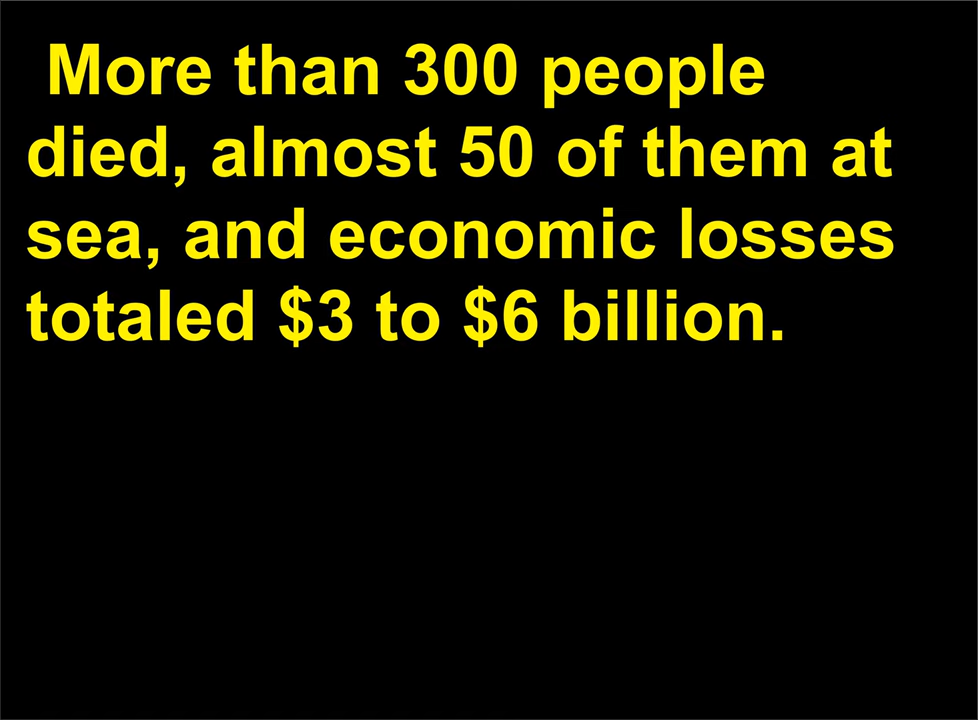 More than 300 people
died, almost 50 of them at
sea, and economic losses
totaled $3 to $6 billion.